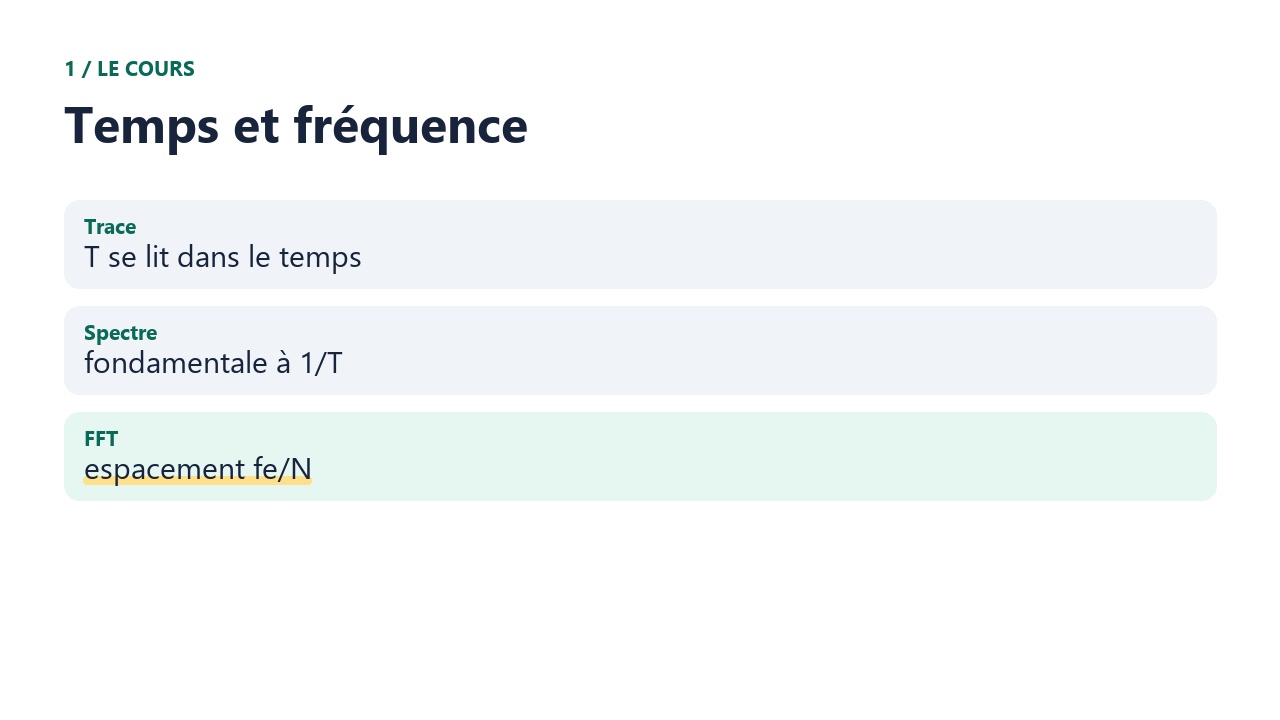 1 / LE COURS
Temps et fréquence
Trace
T se lit dans le temps
Spectre
fondamentale à 1/T
FFT
espacement fe/N